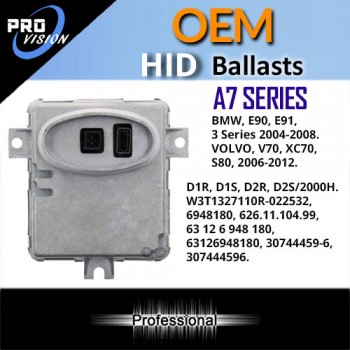 PRO
VISION
OEM
HID Ballasts
A7 SERIES
BMW, E90, E91,
3 Series 2004-2008.
VOLVO, V70, XC70,
S80, 2006-2012.
D1R, D1S, D2R, D2S/2000H.
W3T1327110R-022532,
6948180, 626.11.104.99,
63 12 6 948 180,
63126948180, 30744459-6,
307444596.
Professional